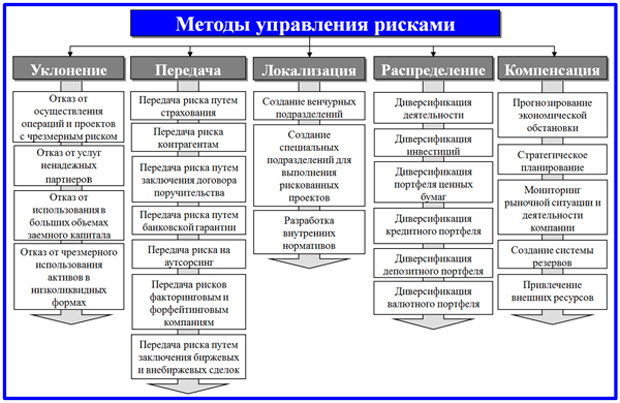 Методы управления рисками
Уклонение
Отказ от
осуществления
операций и проектов
с чрезмерным риском
Отказ от услуг
ненадежных
партнеров
Отказ от
использования в
больших объемах
заемного капитала
Отказ от чрезмерного
использования
активов в
низколиквидных
формах
Передача
Передача риска путем
страхования
Передача риска
контрагентам
Передача риска путем
заключения договора
поручительства
Передача риска путем
банковской гарантии
Передача риска на
аутсорсинг
Передача рисков
факторинговым и
форфейтинговым
компаниям
Передача риска путем
заключения биржевых
и внебиржевых сделок
Локализация
Создание венчурных
подразделений
Создание
специальных
подразделений для
выполнения
рискованных
проектов
Разработка
внутренних
нормативов
Распределение
Диверсификация
деятельности
Диверсификация
инвестиций
Диверсификация
портфеля ценных
бумаг
Диверсификация
кредитного портфеля
Диверсификация
депозитного портфеля
Диверсификация
валютного портфеля
Компенсация
Прогнозирование
экономической
обстановки
Стратегическое
планирование
Мониторинг
рыночной ситуации и
деятельности
компании
Создание системы
резервов
Привлечение
внешних ресурсов